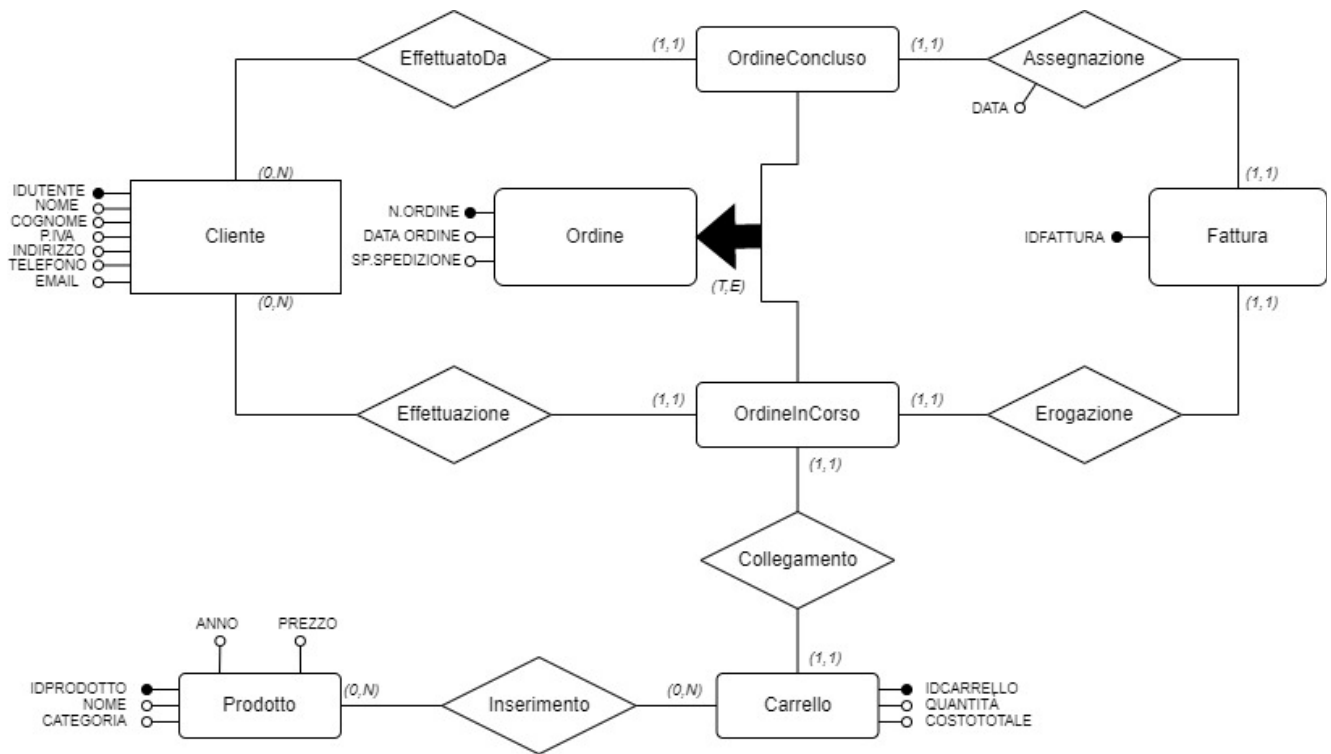 EffettuatoDa
(1,1)
OrdineConcluso
(1,1)
Assegnazione
DATA
(0,N)
(1,1)
IDUTENTE
NOME
COGNOME
P.IVA
INDIRIZZO
TELEFONO
EMAIL
Cliente
N.ORDINE
DATA ORDINE
SP.SPEDIZIONE
Ordine
(T,E)
IDFATTURA
Fattura
(0,N)
(1,1)
Effettuazione
(1,1)
OrdineInCorso
(1,1)
Erogazione
(1,1)
Collegamento
ANNO
PREZZO
(1,1)
IDPRODOTTO
NOME
CATEGORIA
Prodotto
(0,N)
Inserimento
(0,N)
Carrello
IDCARRELLO
QUANTITÀ
COSTOTOTALE